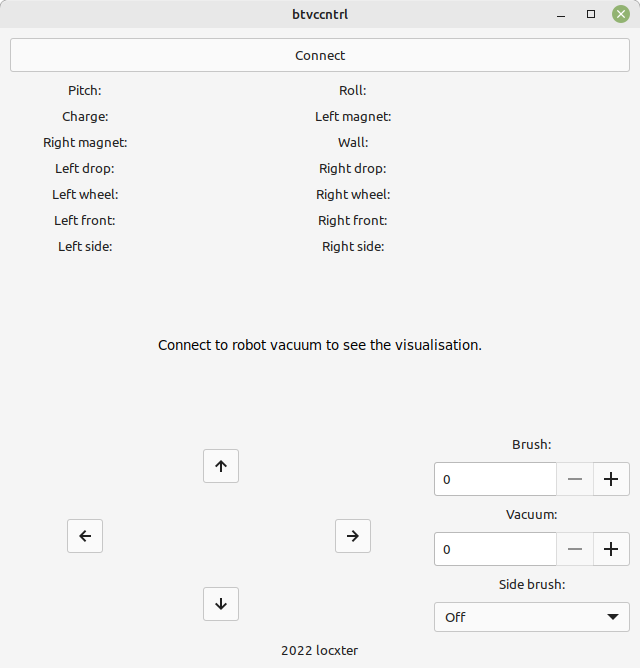 btvccntrl
Connect
Pitch: Roll:
Charge: Left magnet:
Right magnet: Wall:
Left drop: Right drop:
Left wheel: Right wheel:
Left front: Right front:
Left side: Right side:
Connect to robot vacuum to see the visualisation.
Brush:
0
Vacuum:
0
Side brush:
Off
2022 locxter